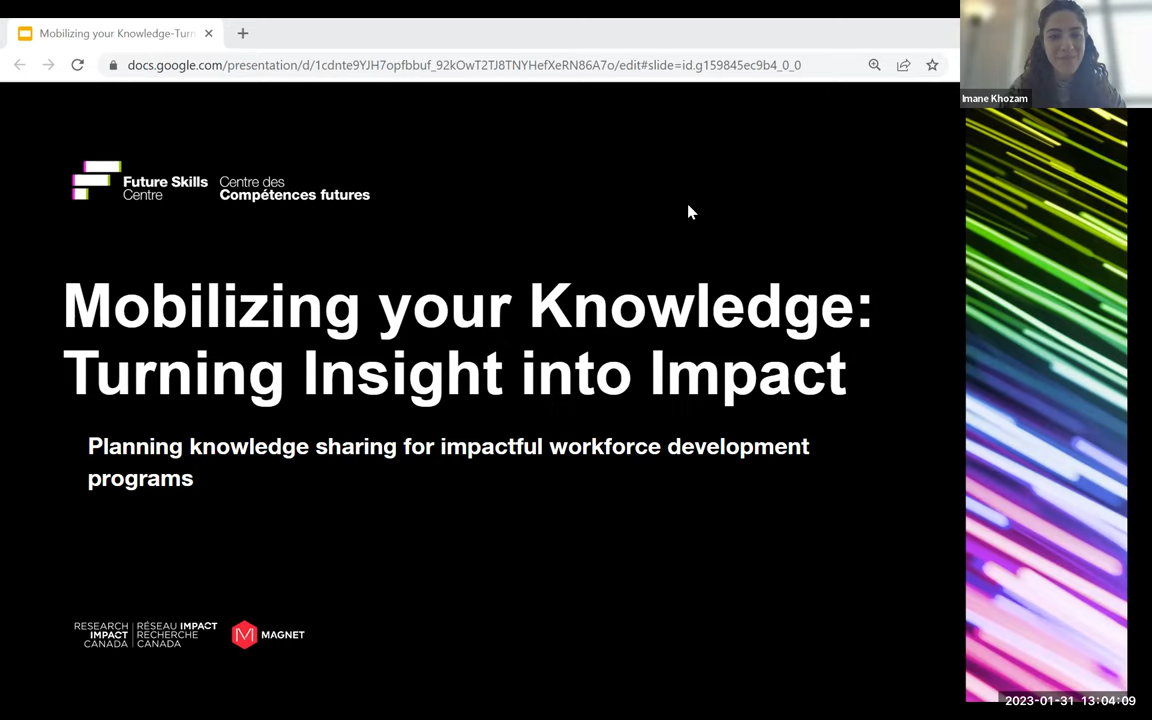 Mobilizing your Knowledge-Turn
docs.google.com/presentation/d/1cdnte9YJH7opfbbuf_92kOwT2TJ8TNYHefXeRN86A7o/edit#slide=id.g159845ec9b4_0_0
Imane Khozam
Future Skills Centre
Centre des Compétences futures
Mobilizing your Knowledge:
Turning Insight into Impact
Planning knowledge sharing for impactful workforce development
programs
RESEARCH
IMPACT
CANADA
RÉSEAU IMPACT
RECHERCHE
CANADA
MAGNET
2023-01-31 13:04:09